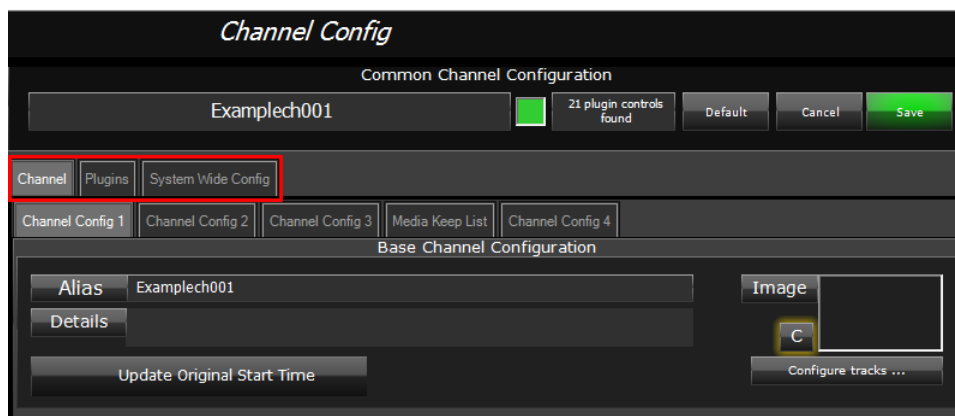 Channel Config
Common Channel Configuration
Examplech001
21 plugin controls
found
Default
Cancel
Save
Channel
Plugins
System Wide Config
Channel Config 1
Channel Config 2
Channel Config 3
Media Keep List
Channel Config 4
Base Channel Configuration
Alias
Examplech001
Image
Details
C
Update Original Start Time
Configure tracks ...